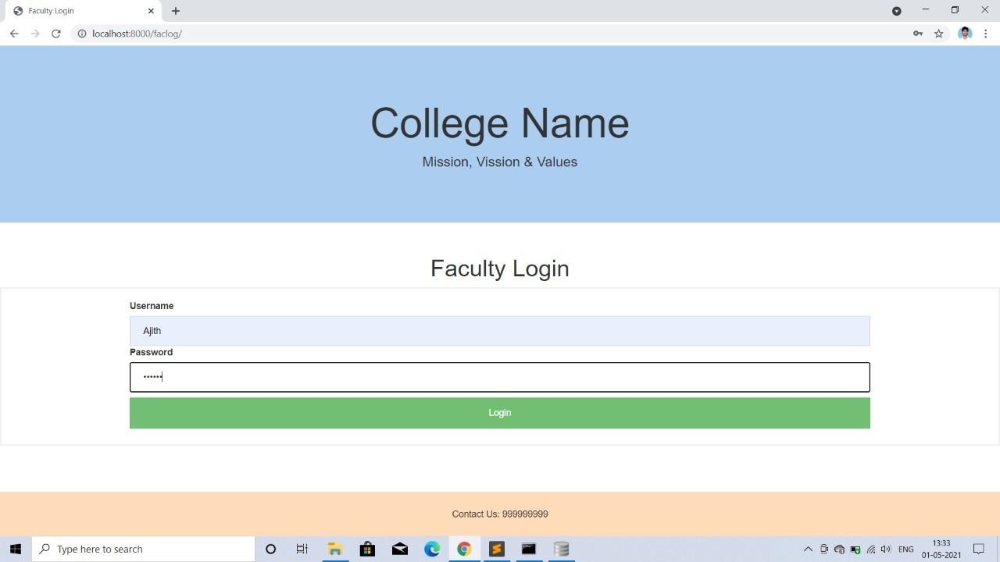 Faculty Login
localhost:8000/faclog/
College Name
Mission, Vission & Values
Faculty Login
Username
Ajith
Password
••••••
Login
Contact Us: 999999999
Type here to search
ENG
13:33
01-05-2021